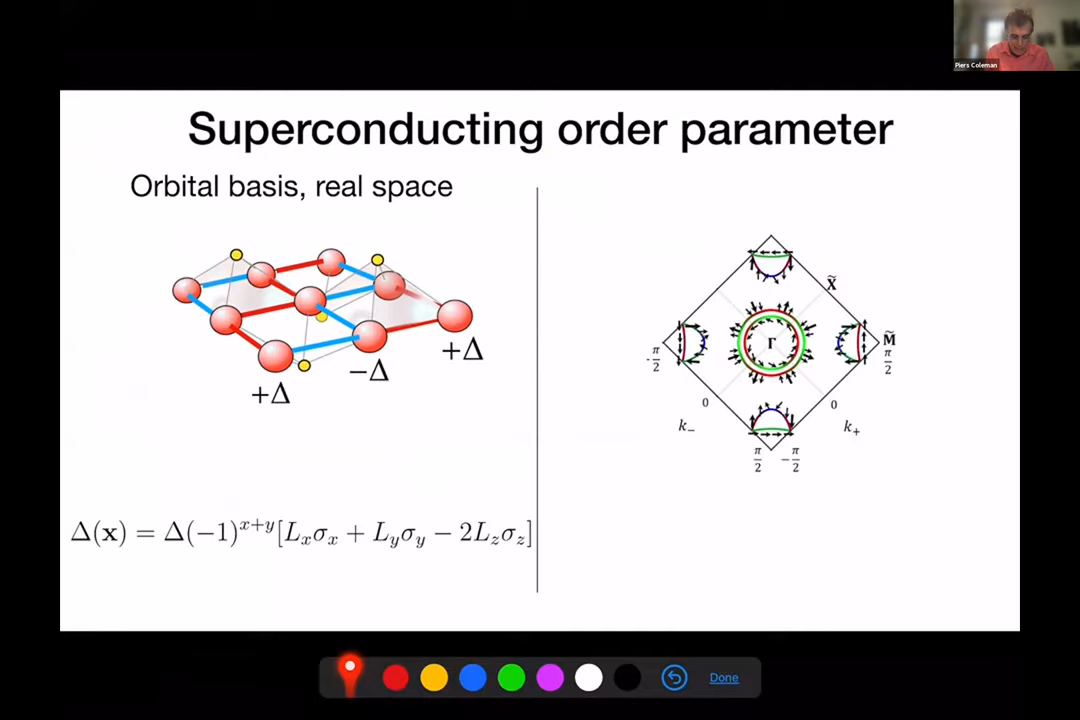 Piers Coleman
Superconducting order parameter
Orbital basis, real space
+Δ
−Δ
+Δ
Δ(x) = Δ(−1)^{x+y}[L_xσ_x + L_yσ_y − 2L_zσ_z]
X̃
Γ
M̃
-π/2
π/2
0
0
k_−
k_+
π/2
−π/2
Done